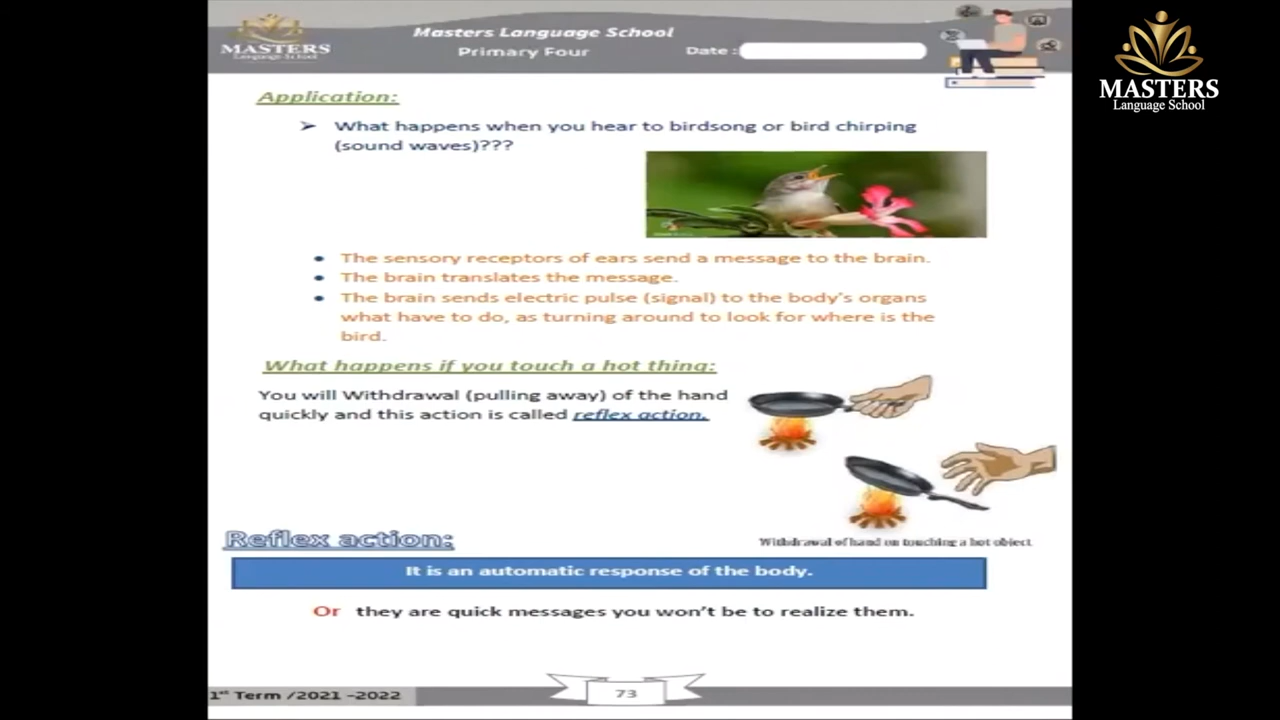 MASTERS
Language School
Masters Language School
Primary Four
Date :
MASTERS
Language School
Application:
➢ What happens when you hear to birdsong or bird chirping
(sound waves)???
• The sensory receptors of ears send a message to the brain.
• The brain translates the message.
• The brain sends electric pulse (signal) to the body's organs
what have to do, as turning around to look for where is the
bird.
What happens if you touch a hot thing:
You will Withdrawal (pulling away) of the hand
quickly and this action is called reflex action.
Withdrawal of hand on touching a hot object
Reflex action:
It is an automatic response of the body.
Or they are quick messages you won't be to realize them.
1st Term /2021 -2022
73